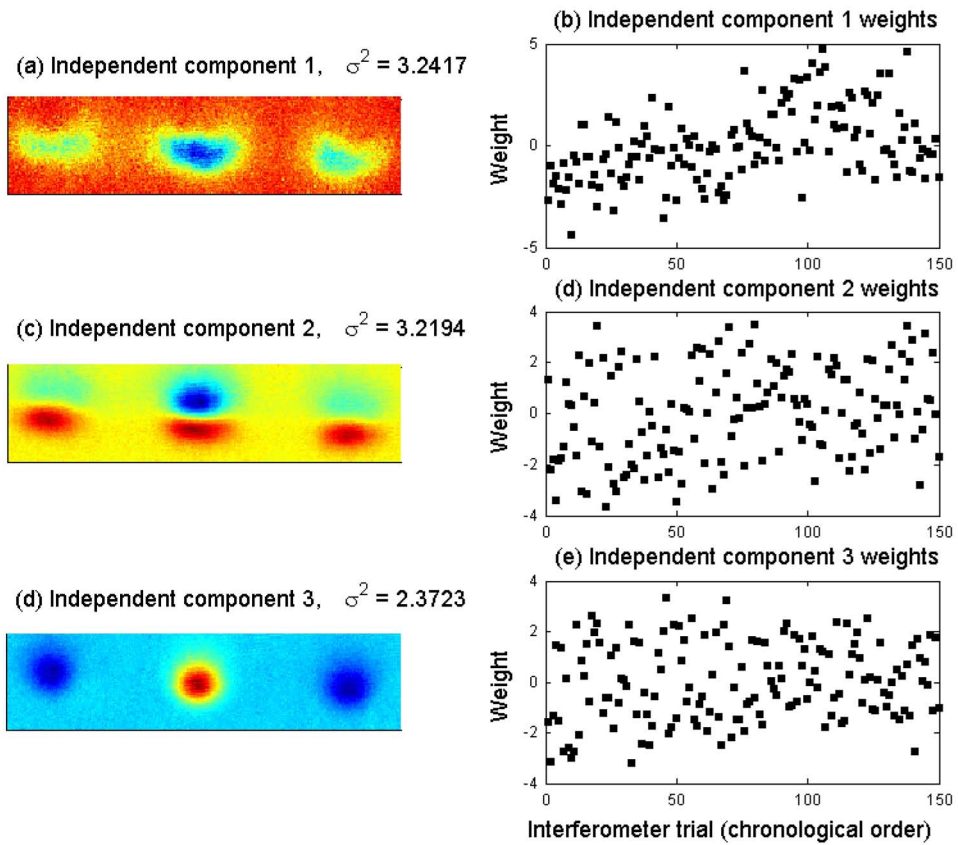 (a) Independent component 1, σ² = 3.2417
(b) Independent component 1 weights
Weight
5
0
-5
0
50
100
150
(c) Independent component 2, σ² = 3.2194
(d) Independent component 2 weights
Weight
4
2
0
-2
-4
0
50
100
150
(d) Independent component 3, σ² = 2.3723
(e) Independent component 3 weights
Weight
4
2
0
-2
-4
0
50
100
150
Interferometer trial (chronological order)